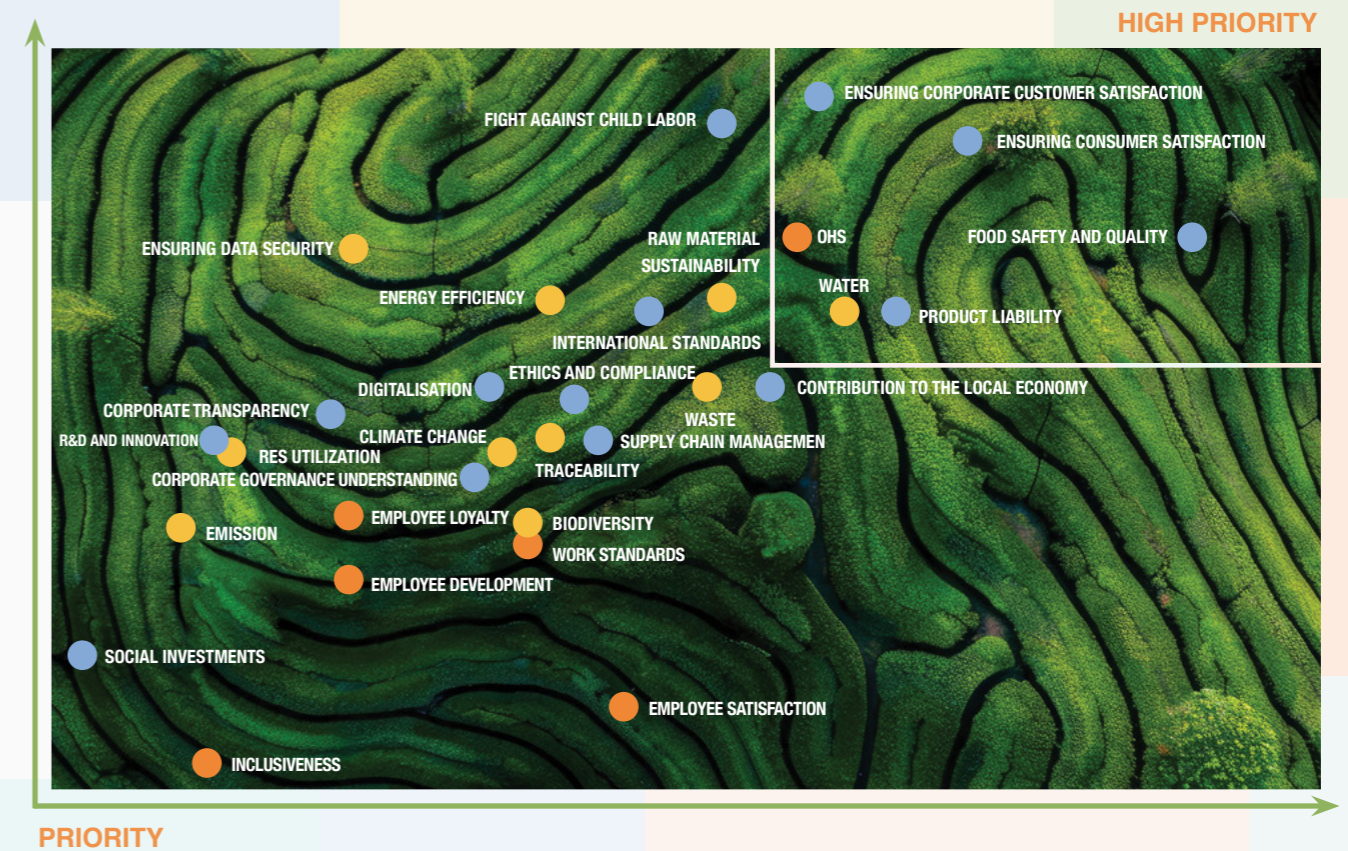 HIGH PRIORITY
ENSURING CORPORATE CUSTOMER SATISFACTION
FIGHT AGAINST CHILD LABOR
ENSURING CONSUMER SATISFACTION
ENSURING DATA SECURITY
RAW MATERIAL
SUSTAINABILITY
OHS
FOOD SAFETY AND QUALITY
ENERGY EFFICIENCY
WATER
PRODUCT LIABILITY
INTERNATIONAL STANDARDS
ETHICS AND COMPLIANCE
DIGITALISATION
CONTRIBUTION TO THE LOCAL ECONOMY
CORPORATE TRANSPARENCY
WASTE
R&D AND INNOVATION
CLIMATE CHANGE
SUPPLY CHAIN MANAGEMEN
RES UTILIZATION
TRACEABILITY
CORPORATE GOVERNANCE UNDERSTANDING
EMPLOYEE LOYALTY
BIODIVERSITY
EMISSION
WORK STANDARDS
EMPLOYEE DEVELOPMENT
SOCIAL INVESTMENTS
EMPLOYEE SATISFACTION
INCLUSIVENESS
PRIORITY